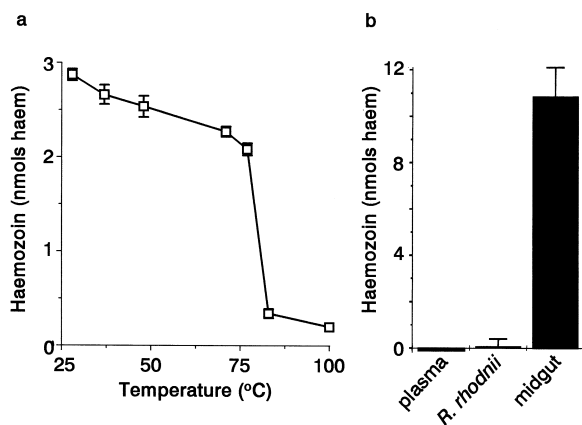 a
Haemozoin (nmols haem)
3
2
1
0
25
50
75
100
Temperature (ºC)
b
Haemozoin (nmols haem)
12
8
4
0
plasma
R. rhodnii
midgut